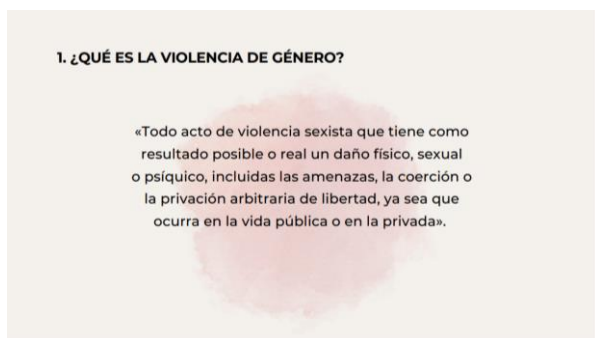 1. ¿QUÉ ES LA VIOLENCIA DE GÉNERO?
«Todo acto de violencia sexista que tiene como
resultado posible o real un daño físico, sexual
o psíquico, incluidas las amenazas, la coerción o
la privación arbitraria de libertad, ya sea que
ocurra en la vida pública o en la privada».